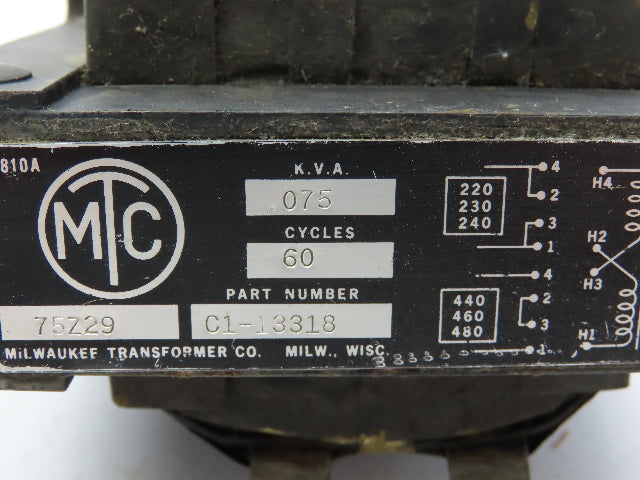 810A
MTC
K.V.A.
075
CYCLES
60
PART NUMBER
75Z29 C1-13318
MiLWAUKEE TRANSFORMER CO. MILW., WISC.
220
230
240
4
2
3
1
440
460
480
4
2
3
1
H4
H2
H3
H1